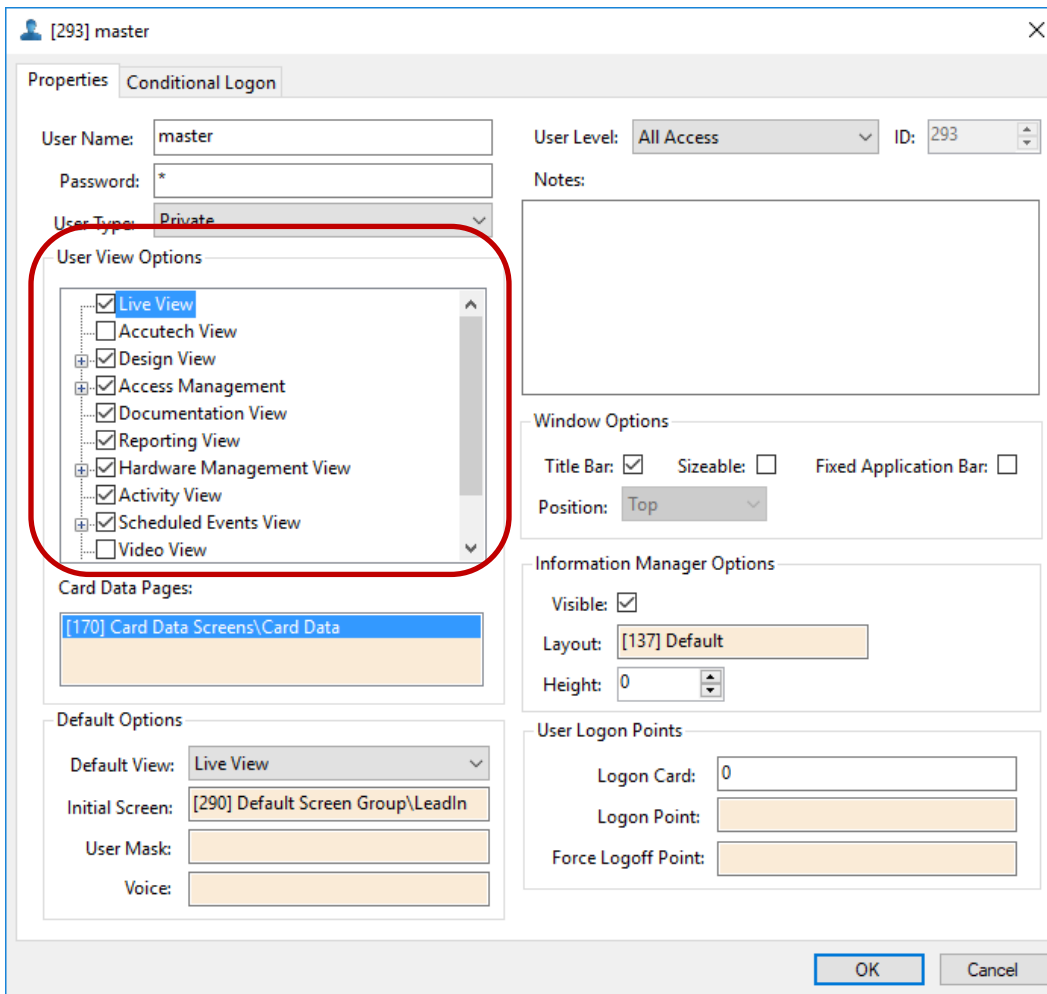 [293] master
Properties
Conditional Logon
User Name: master
Password: *
User Type: Private
User View Options
Live View
Accutech View
Design View
Access Management
Documentation View
Reporting View
Hardware Management View
Activity View
Scheduled Events View
Video View
Card Data Pages:
[170] Card Data Screens\Card Data
Default Options
Default View: Live View
Initial Screen: [290] Default Screen Group\LeadIn
User Mask:
Voice:
User Level: All Access ID: 293
Notes:
Window Options
Title Bar: Sizeable: Fixed Application Bar:
Position: Top
Information Manager Options
Visible:
Layout: [137] Default
Height: 0
User Logon Points
Logon Card: 0
Logon Point:
Force Logoff Point:
OK Cancel